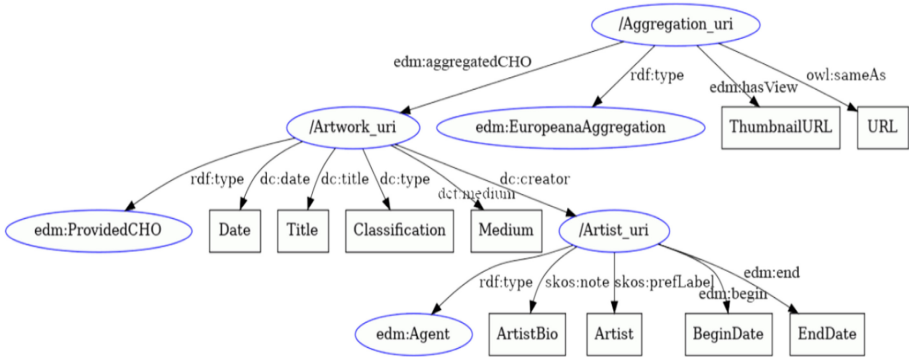 /Aggregation_uri
edm:aggregatedCHO
rdf:type
edm:hasView
owl:sameAs
/Artwork_uri
edm:EuropeanaAggregation
ThumbnailURL
URL
rdf:type
dc:date
dc:title
dc:type
dct:medium
dc:creator
edm:ProvidedCHO
Date
Title
Classification
Medium
/Artist_uri
rdf:type
skos:note
skos:prefLabel
edm:begin
edm:end
edm:Agent
ArtistBio
Artist
BeginDate
EndDate